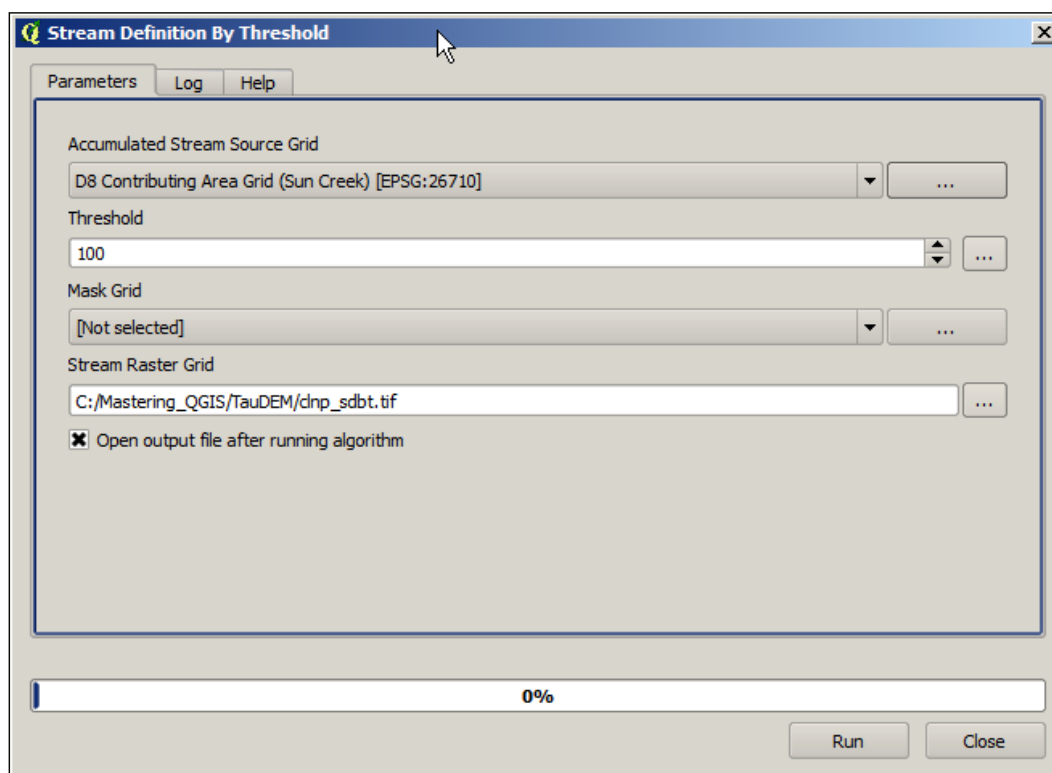 Stream Definition By Threshold
Parameters Log Help
Accumulated Stream Source Grid
D8 Contributing Area Grid (Sun Creek) [EPSG:26710] ...
Threshold
100 ...
Mask Grid
[Not selected] ...
Stream Raster Grid
C:/Mastering_QGIS/TauDEM/clnp_sdbt.tif ...
Open output file after running algorithm
0%
Run Close